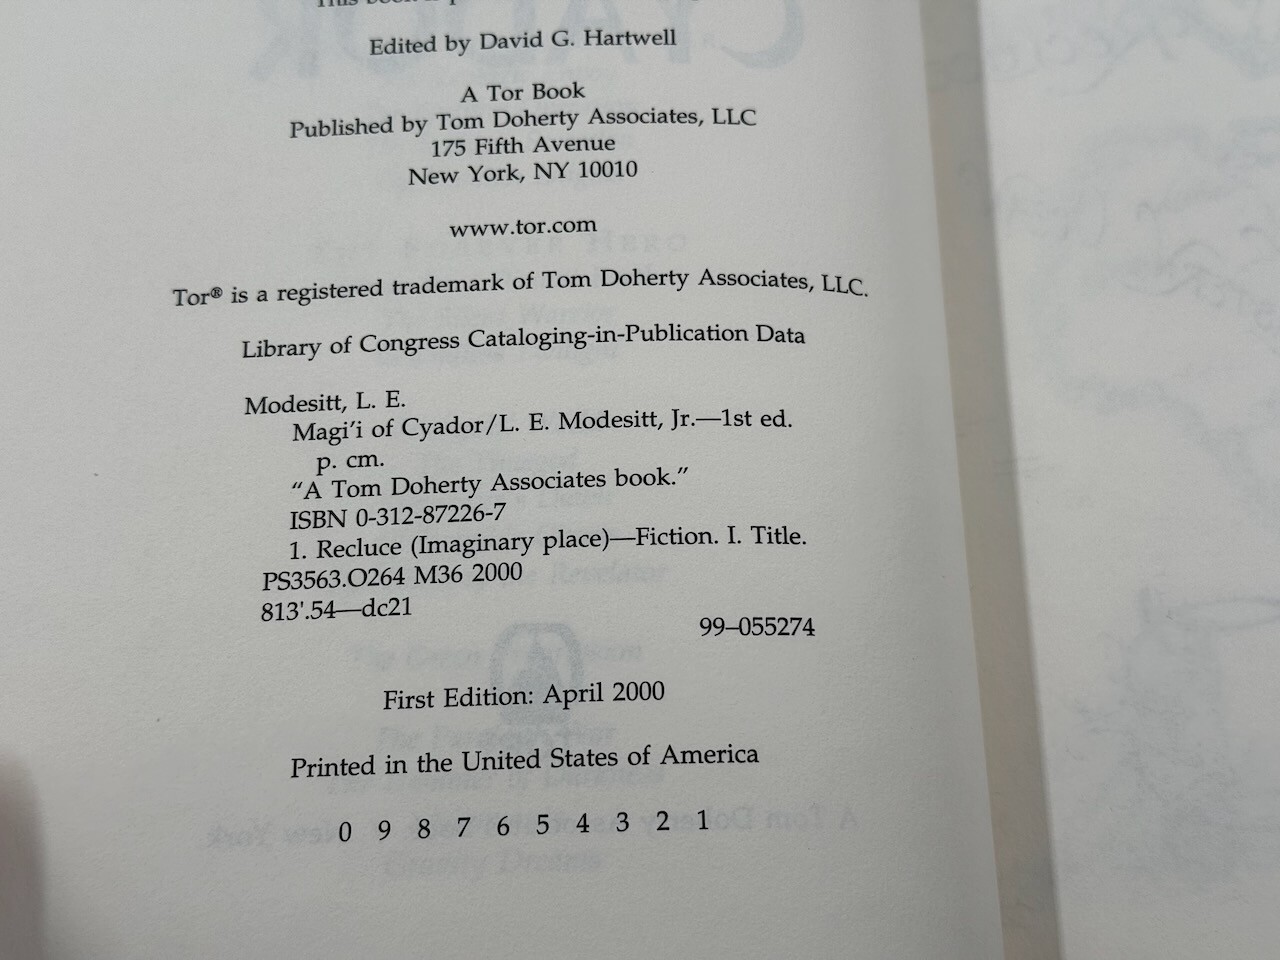 Edited by David G. Hartwell
A Tor Book
Published by Tom Doherty Associates, LLC
175 Fifth Avenue
New York, NY 10010
www.tor.com
Tor® is a registered trademark of Tom Doherty Associates, LLC.
Library of Congress Cataloging-in-Publication Data
Modesitt, L. E.
Magi'i of Cyador/L. E. Modesitt, Jr.—1st ed.
p. cm.
"A Tom Doherty Associates book."
ISBN 0-312-87226-7
1. Recluce (Imaginary place)—Fiction. I. Title.
PS3563.O264 M36 2000
813'.54—dc21
99–055274
First Edition: April 2000
Printed in the United States of America
0 9 8 7 6 5 4 3 2 1